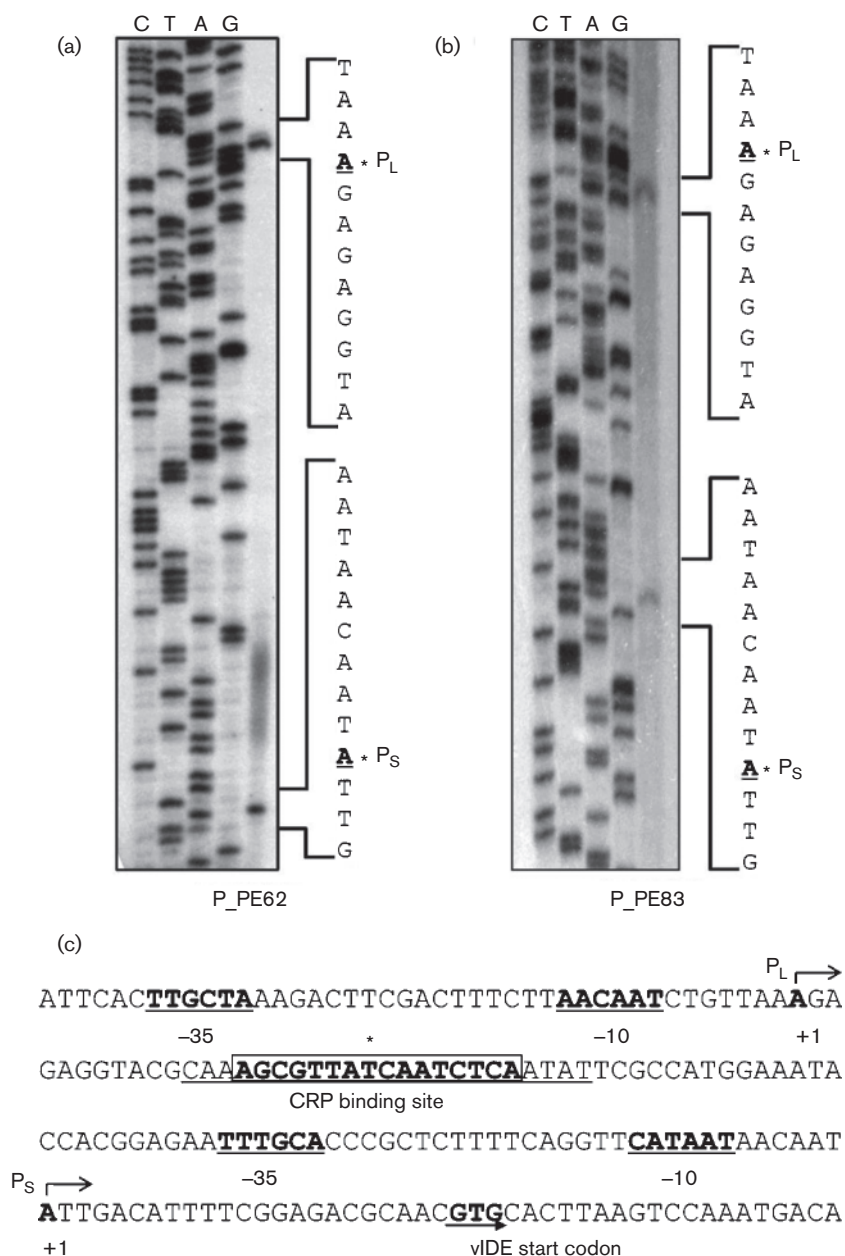 (a)
C T A G
T
A
A
A * PL
G
A
G
A
G
G
T
A
A
A
T
A
A
C
A
A
T
A * PS
T
T
G
P_PE62
(b)
C T A G
T
A
A
A * PL
G
A
G
A
G
G
T
A
A
A
T
A
A
C
A
A
T
A * PS
T
T
G
P_PE83
(c)
PL
ATTCACTTGCTAAAGACTTCGACTTTCTTAACAATCTGTTAAAAGA
–35 * –10 +1
GAGGTACGCAAAGCGTTATCAATCTCAATATTCGCCATGGAAATA
CRP binding site
CCACGGAGAATTTGCACCCGCTCTTTTCAGGTTCATAATAACAAT
PS –35 –10
ATTGACATTTTCGGAGACGCAACGTGCACTTAAGTCCAAATGACA
+1 vIDE start codon